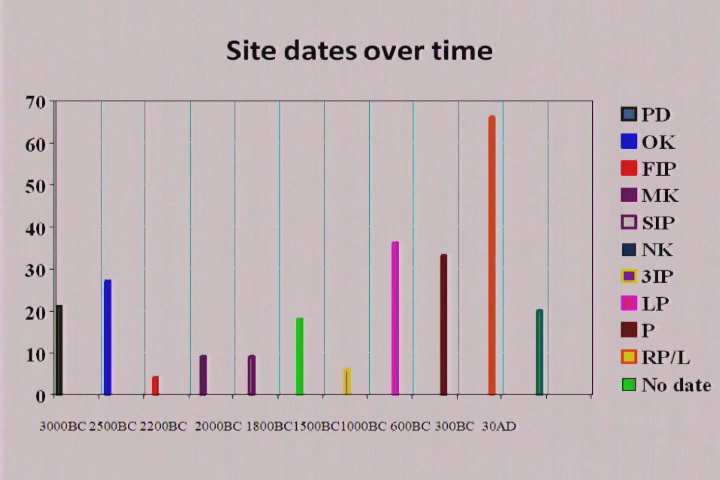 Site dates over time
70
60
50
40
30
20
10
0
3000BC 2500BC 2200BC 2000BC 1800BC 1500BC 1000BC 600BC 300BC 30AD
PD
OK
FIP
MK
SIP
NK
3IP
LP
P
RP/L
No date